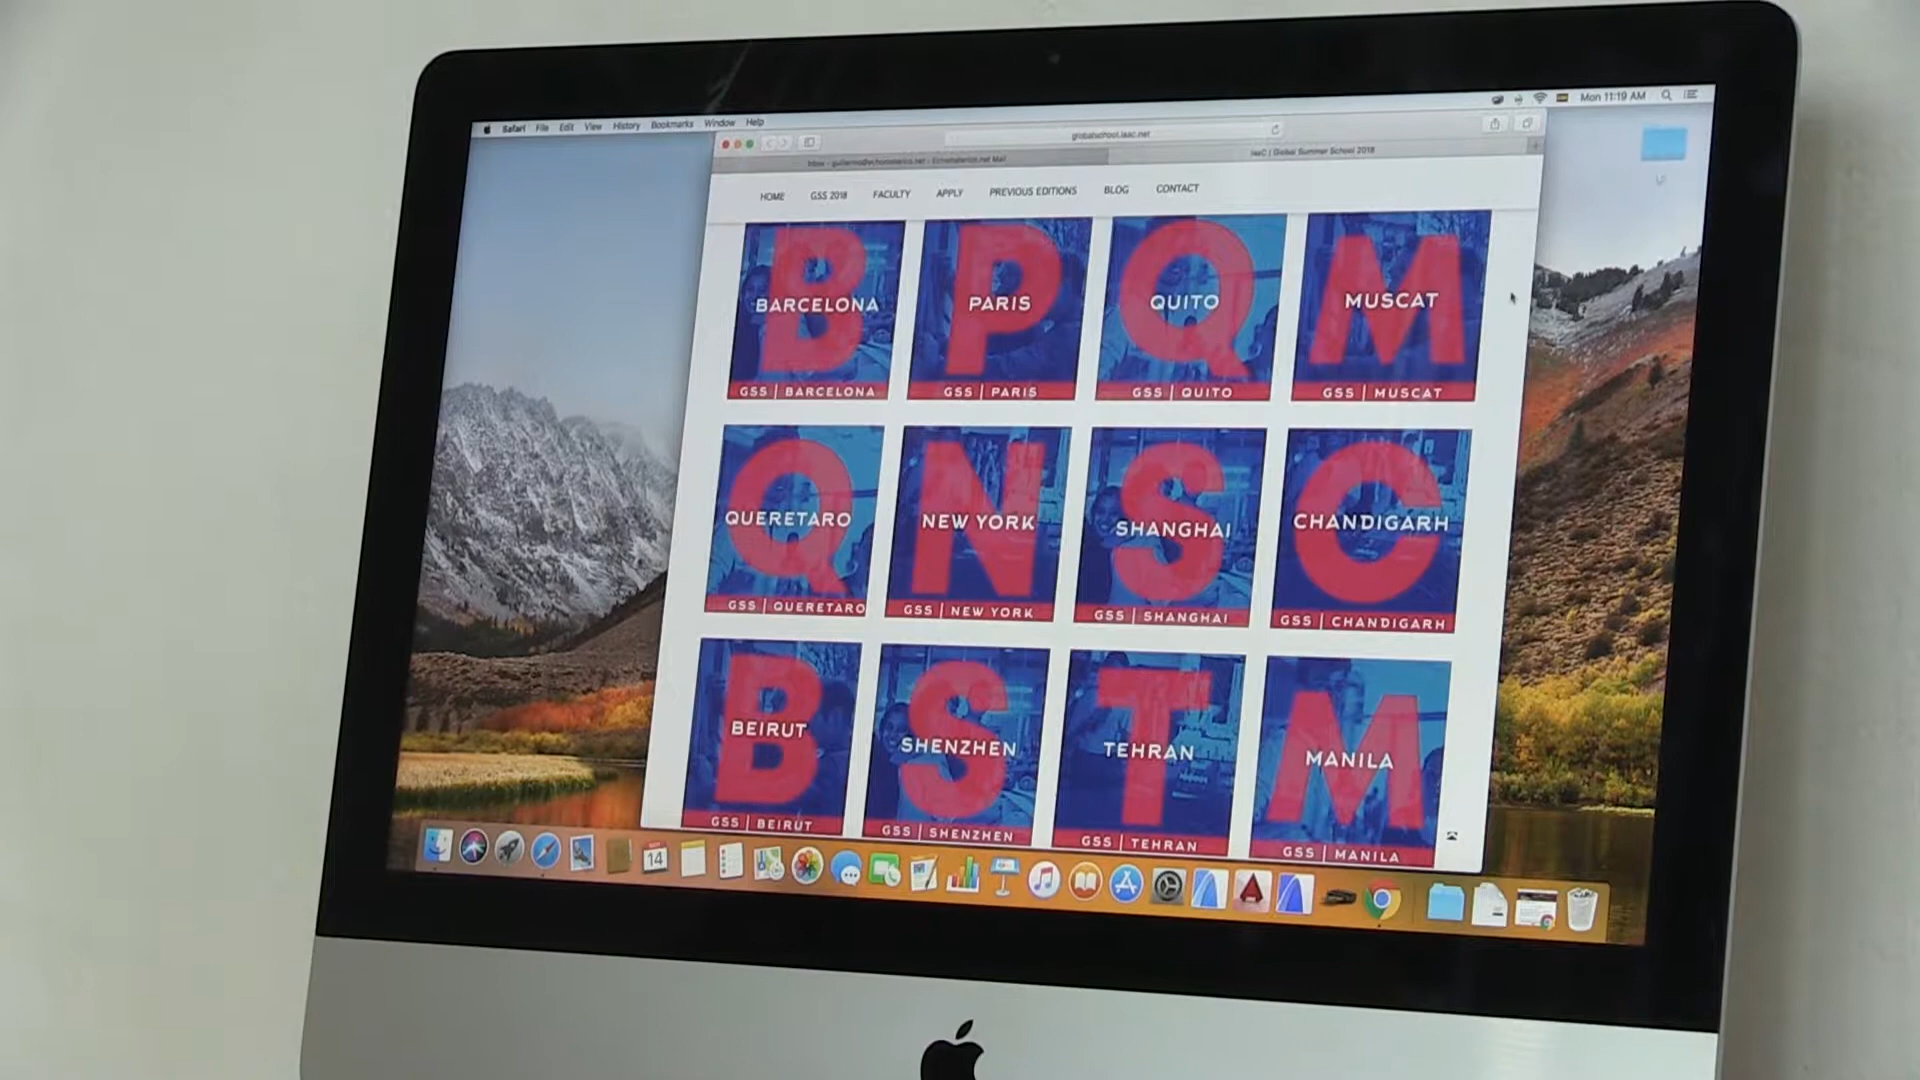 Safari File Edit View History Bookmarks Window Help Mon 11:19 AM
globalschool.iaac.net
IaaC | Global Summer School 2018
HOME GSS 2018 FACULTY APPLY PREVIOUS EDITIONS BLOG CONTACT
B P Q M
BARCELONA PARIS QUITO MUSCAT
GSS | BARCELONA GSS | PARIS GSS | QUITO GSS | MUSCAT
Q N S C
QUERETARO NEW YORK SHANGHAI CHANDIGARH
GSS | QUERETARO GSS | NEW YORK GSS | SHANGHAI GSS | CHANDIGARH
B S T M
BEIRUT SHENZHEN TEHRAN MANILA
GSS | BEIRUT GSS | SHENZHEN GSS | TEHRAN GSS | MANILA
14